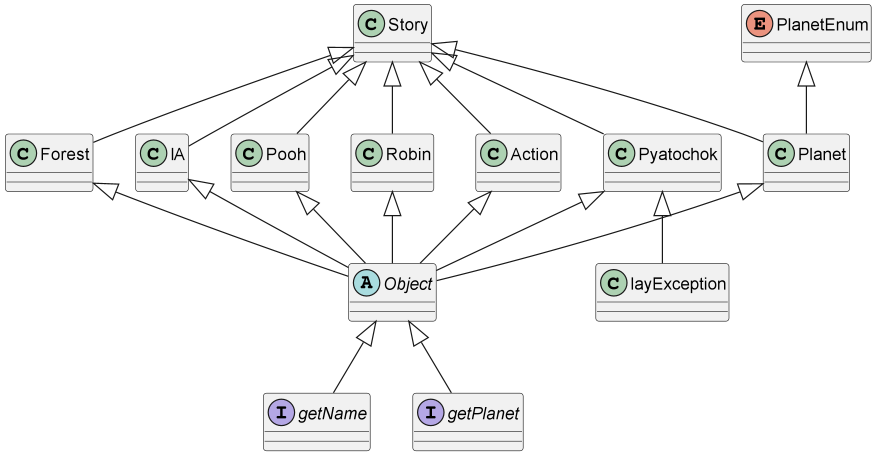 C Story
E PlanetEnum
C Forest
C IA
C Pooh
C Robin
C Action
C Pyatochok
C Planet
A Object
C layException
I getName
I getPlanet